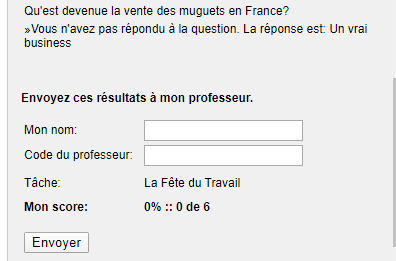 Qu'est devenue la vente des muguets en France?
»Vous n'avez pas répondu à la question. La réponse est: Un vrai
business
Envoyez ces résultats à mon professeur.
Mon nom:
Code du professeur:
Tâche: La Fête du Travail
Mon score: 0% :: 0 de 6
Envoyer